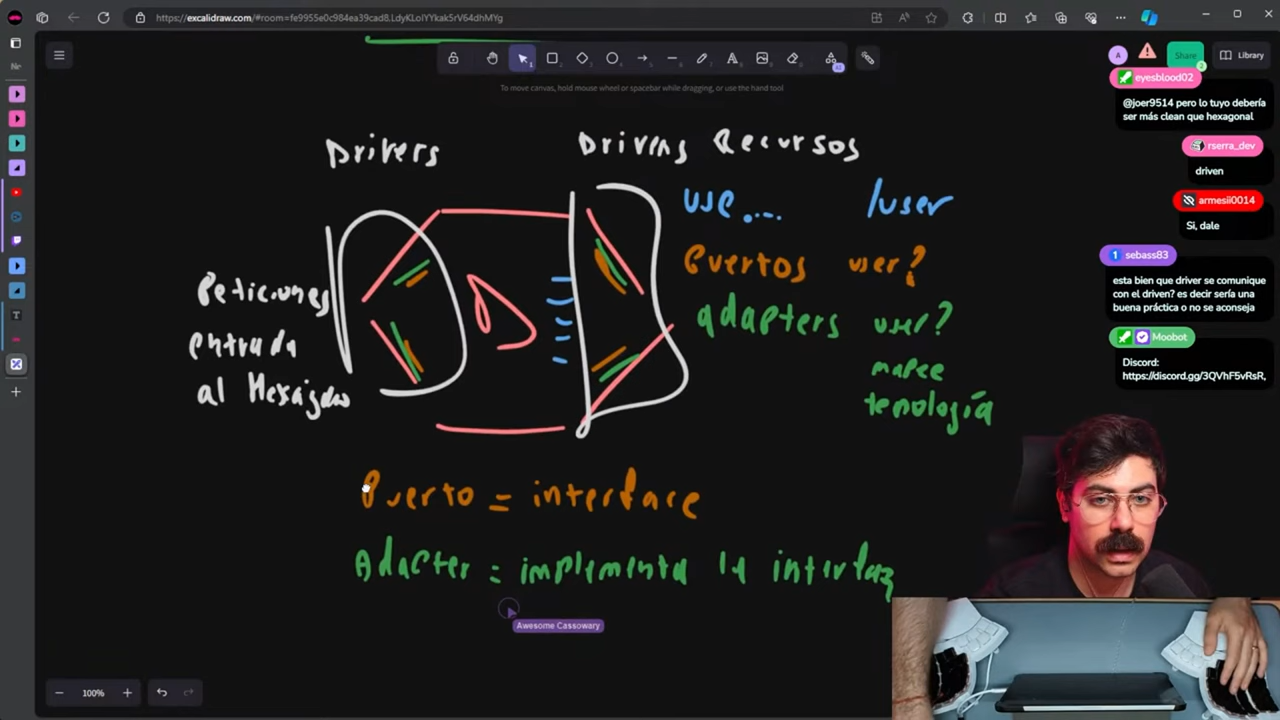 https://excalidraw.com/#room=fe9955e0c984ea39cad8,LdyKLoiYYkak5rV64dhMYg
Share
2
Library
To move canvas, hold mouse wheel or spacebar while dragging, or use the hand tool
eyesblood02
@joer9514 pero lo tuyo debería
ser más clean que hexagonal
rserra_dev
driven
armesii0014
Si, dale
1 sebass83
esta bien que driver se comunique
con el driven? es decir sería una
buena práctica o no se aconseja
Moobot
Discord:
https://discord.gg/3QVhF5vRsR,
Drivers
Drivens Recursos
use.... /user
Puertos user?
adapters user?
mapee
tenología
Peticiones
entrada
al Hexágono
Puerto = interface
Adapter = implementa la interfaz
Awesome Cassowary
100%